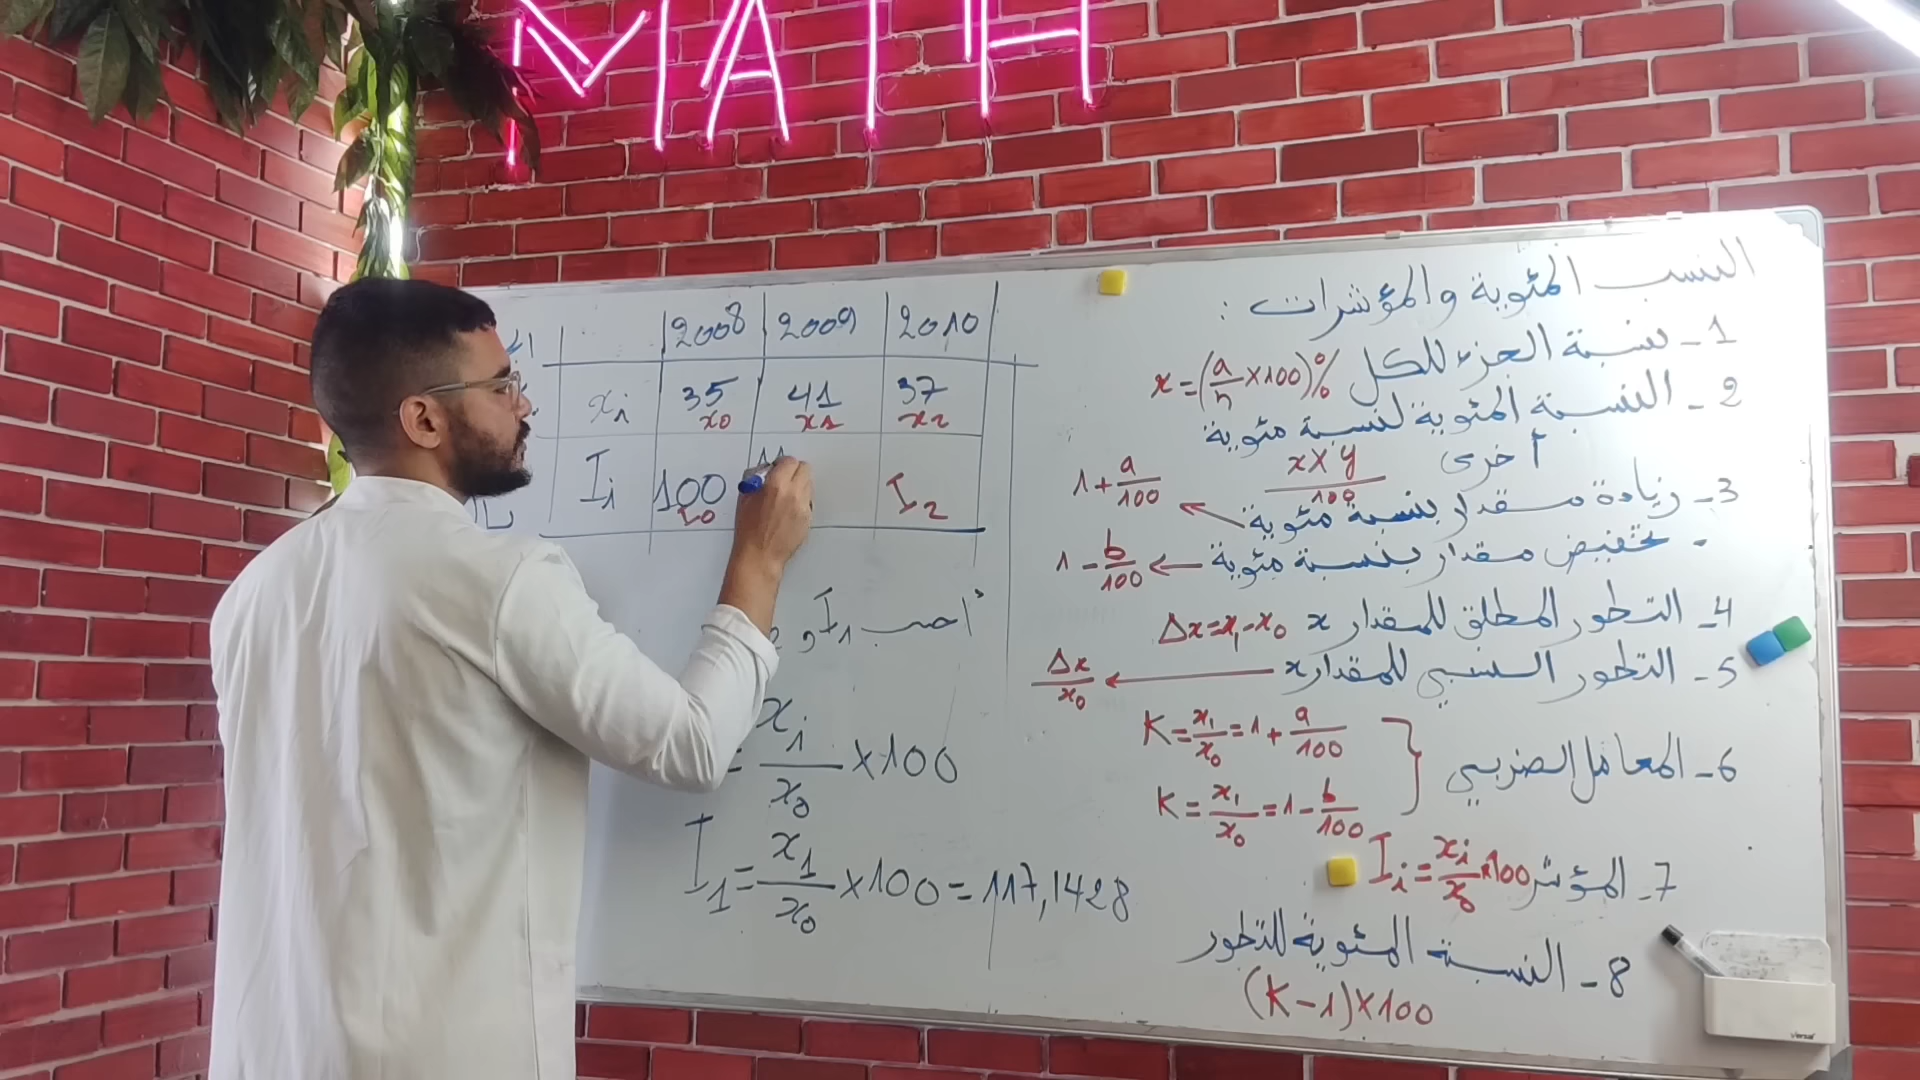 MATH
النسب المئوية والمؤشرات :
1 - نسبة الجزء للكل x = (a/n × 100)%
2 - النسبة المئوية لنسبة مئوية
أخرى x × y / 100
3 - زيادة مقدار بنسبة مئوية ← 1 + a/100
- تخفيض مقدار بنسبة مئوية ← 1 - b/100
4 - التطور المطلق للمقدار x Δx = x₁ - x₀
5 - التطور النسبي للمقدار x ← Δx/x₀
6 - المعامل الضربي } K = x₁/x₀ = 1 + a/100
K = x₁/x₀ = 1 - b/100
7 - المؤشر Iᵢ = xᵢ/x₀ × 100
8 - النسبة المئوية للتطور
(K - 1) × 100
2008 2009 2010
xᵢ 35 41 37
x₀ x₁ x₂
Iᵢ 100 11 I₂
I₀
أحسب I₁ و
= xᵢ/x₀ × 100
I₁ = x₁/x₀ × 100 = 117,1428
versal